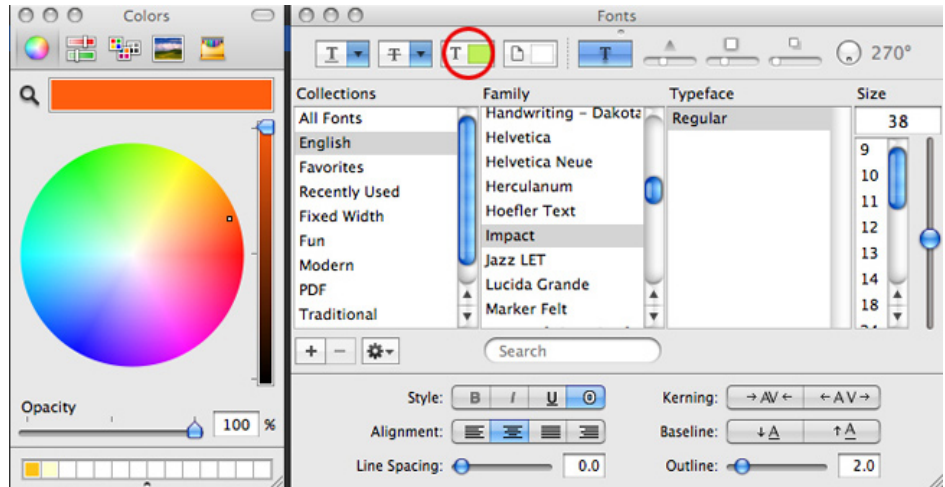 Colors
Opacity
100 %
Fonts
T T T T 270°
Collections Family Typeface Size
All Fonts
English
Favorites
Recently Used
Fixed Width
Fun
Modern
PDF
Traditional
Handwriting – Dakota
Helvetica
Helvetica Neue
Herculanum
Hoefler Text
Impact
Jazz LET
Lucida Grande
Marker Felt
Regular
38
9
10
11
12
13
14
18
24
+ −
Search
Style: B I U O
Alignment:
Line Spacing: 0.0
Kerning: → AV ← ← A V →
Baseline: ↓ A ↑ A
Outline: 2.0